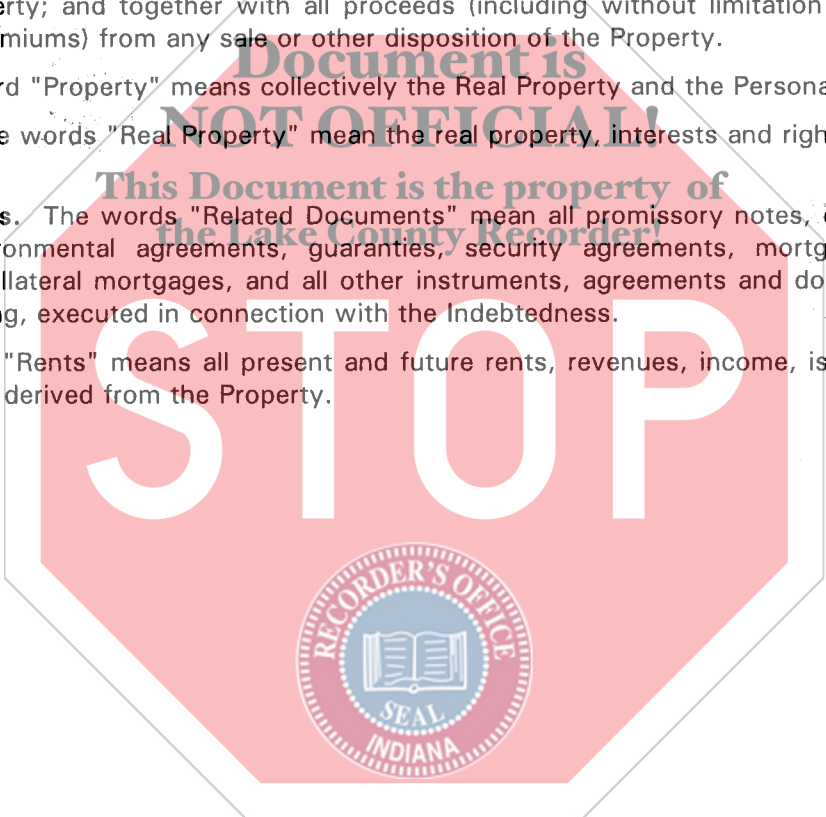 erty; and together with all proceeds (including without limitation
miums) from any sale or other disposition of the Property.
Document is
rd "Property" means collectively the Real Property and the Persona
NOT OFFICIAL!
e words "Real Property" mean the real property, interests and righ
This Document is the property of
s. The words "Related Documents" mean all promissory notes,
the Lake County Recorder!
onmental agreements, guaranties, security agreements, mortg
llateral mortgages, and all other instruments, agreements and do
g, executed in connection with the Indebtedness.
"Rents" means all present and future rents, revenues, income, is
derived from the Property.
STOP
RECORDER'S OFFICE
SEAL
INDIANA